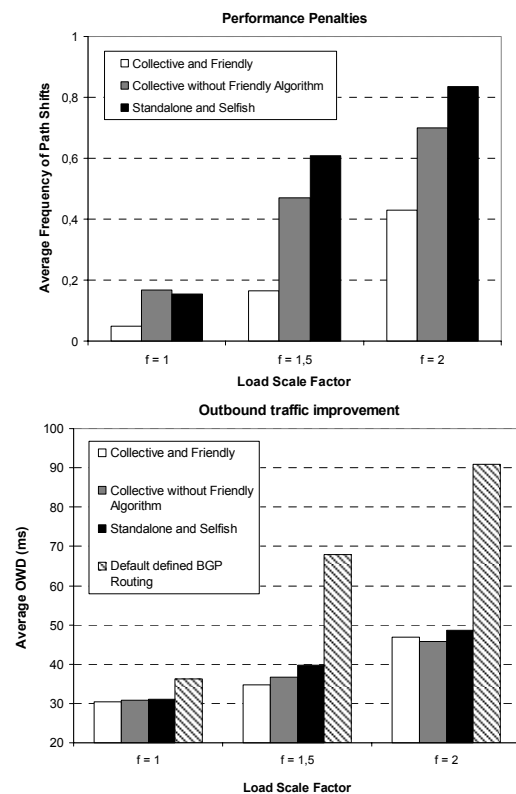 Performance Penalties
Average Frequency of Path Shifts
1
0,8
0,6
0,4
0,2
0
Collective and Friendly
Collective without Friendly Algorithm
Standalone and Selfish
f = 1
f = 1,5
f = 2
Load Scale Factor
Outbound traffic improvement
Average OWD (ms)
100
90
80
70
60
50
40
30
20
Collective and Friendly
Collective without Friendly
Algorithm
Standalone and Selfish
Default defined BGP
Routing
f = 1
f = 1,5
f = 2
Load Scale Factor